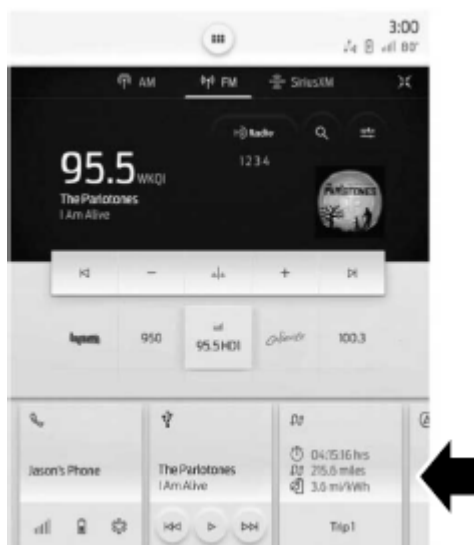 3:00
80°
AM
FM
SiriusXM
Radio
95.5 WKQI
1234
The Parlotones
I Am Alive
PARLOTONES
950
95.5 HD1
100.3
Jason's Phone
The Parlotones
I Am Alive
04:15:16 hrs
215.6 miles
3.6 mi/kWh
Trip 1